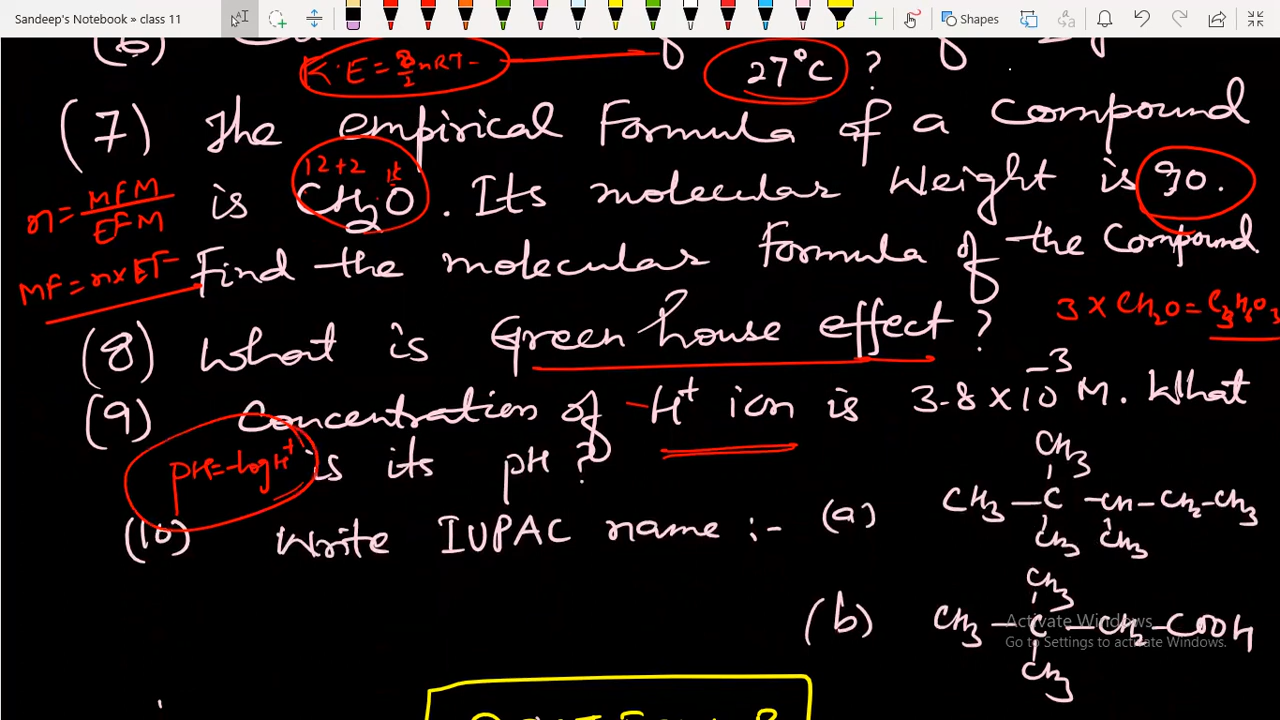 Sandeep's Notebook » class 11
Shapes
(6)
K.E = 3/2 nRT
27°C ?
(7) The empirical Formula of a Compound
12+2 16
n = MFM/EFM
is CH₂O. Its molecular Weight is 90.
MF = n×EF
Find the molecular Formula of the Compound
3 × CH₂O = C₃H₆O₃
(8) What is Green house effect ?
(9) Concentration of H⁺ ion is 3.8 × 10⁻³ M. What
pH = -log H⁺
is its pH ?
(10) Write IUPAC name :- (a)
CH₃
CH₃ — C — CH — CH₂ — CH₃
CH₃ CH₃
(b)
CH₃
CH₃ — C — CH₂ — COOH
CH₃
Activate Windows
Go to Settings to activate Windows.